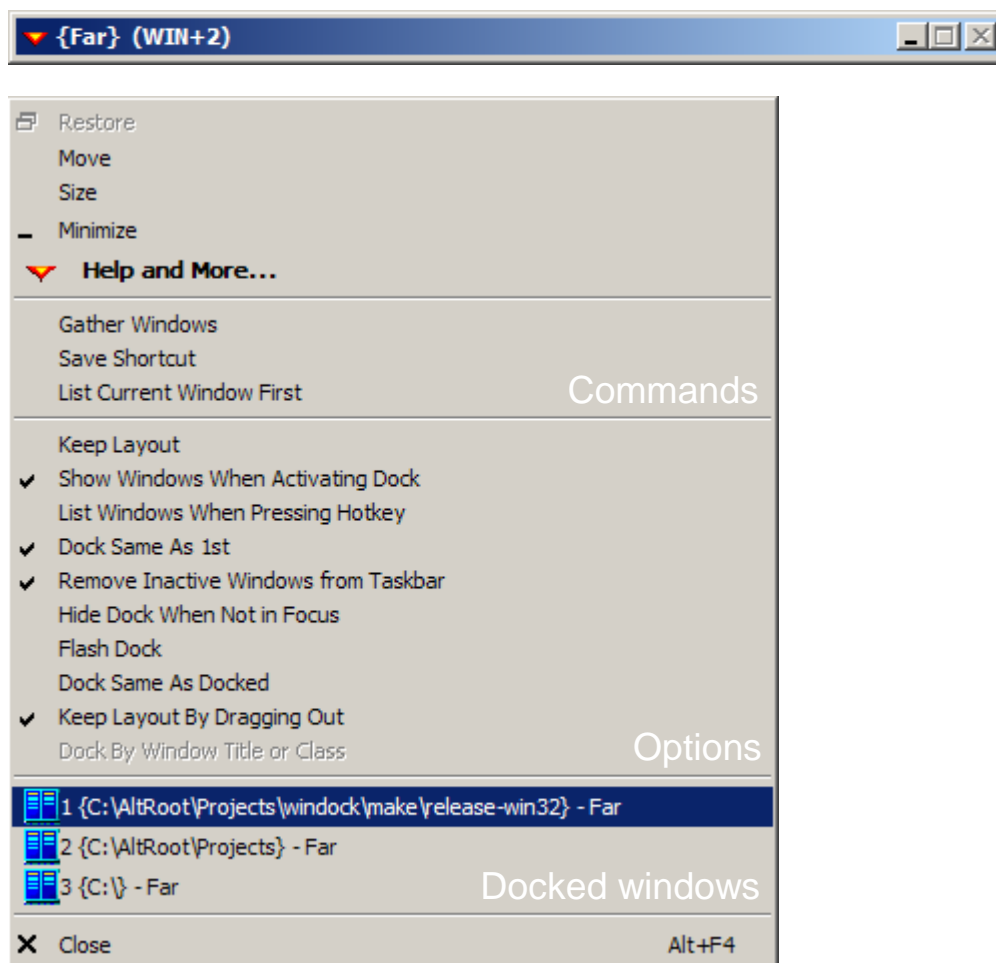 {Far} (WIN+2)
Restore
Move
Size
Minimize
Help and More...
Gather Windows
Save Shortcut
List Current Window First Commands
Keep Layout
Show Windows When Activating Dock
List Windows When Pressing Hotkey
Dock Same As 1st
Remove Inactive Windows from Taskbar
Hide Dock When Not in Focus
Flash Dock
Dock Same As Docked
Keep Layout By Dragging Out
Dock By Window Title or Class Options
1 {C:\AltRoot\Projects\windock\make\release-win32} - Far
2 {C:\AltRoot\Projects} - Far
3 {C:\} - Far Docked windows
Close Alt+F4